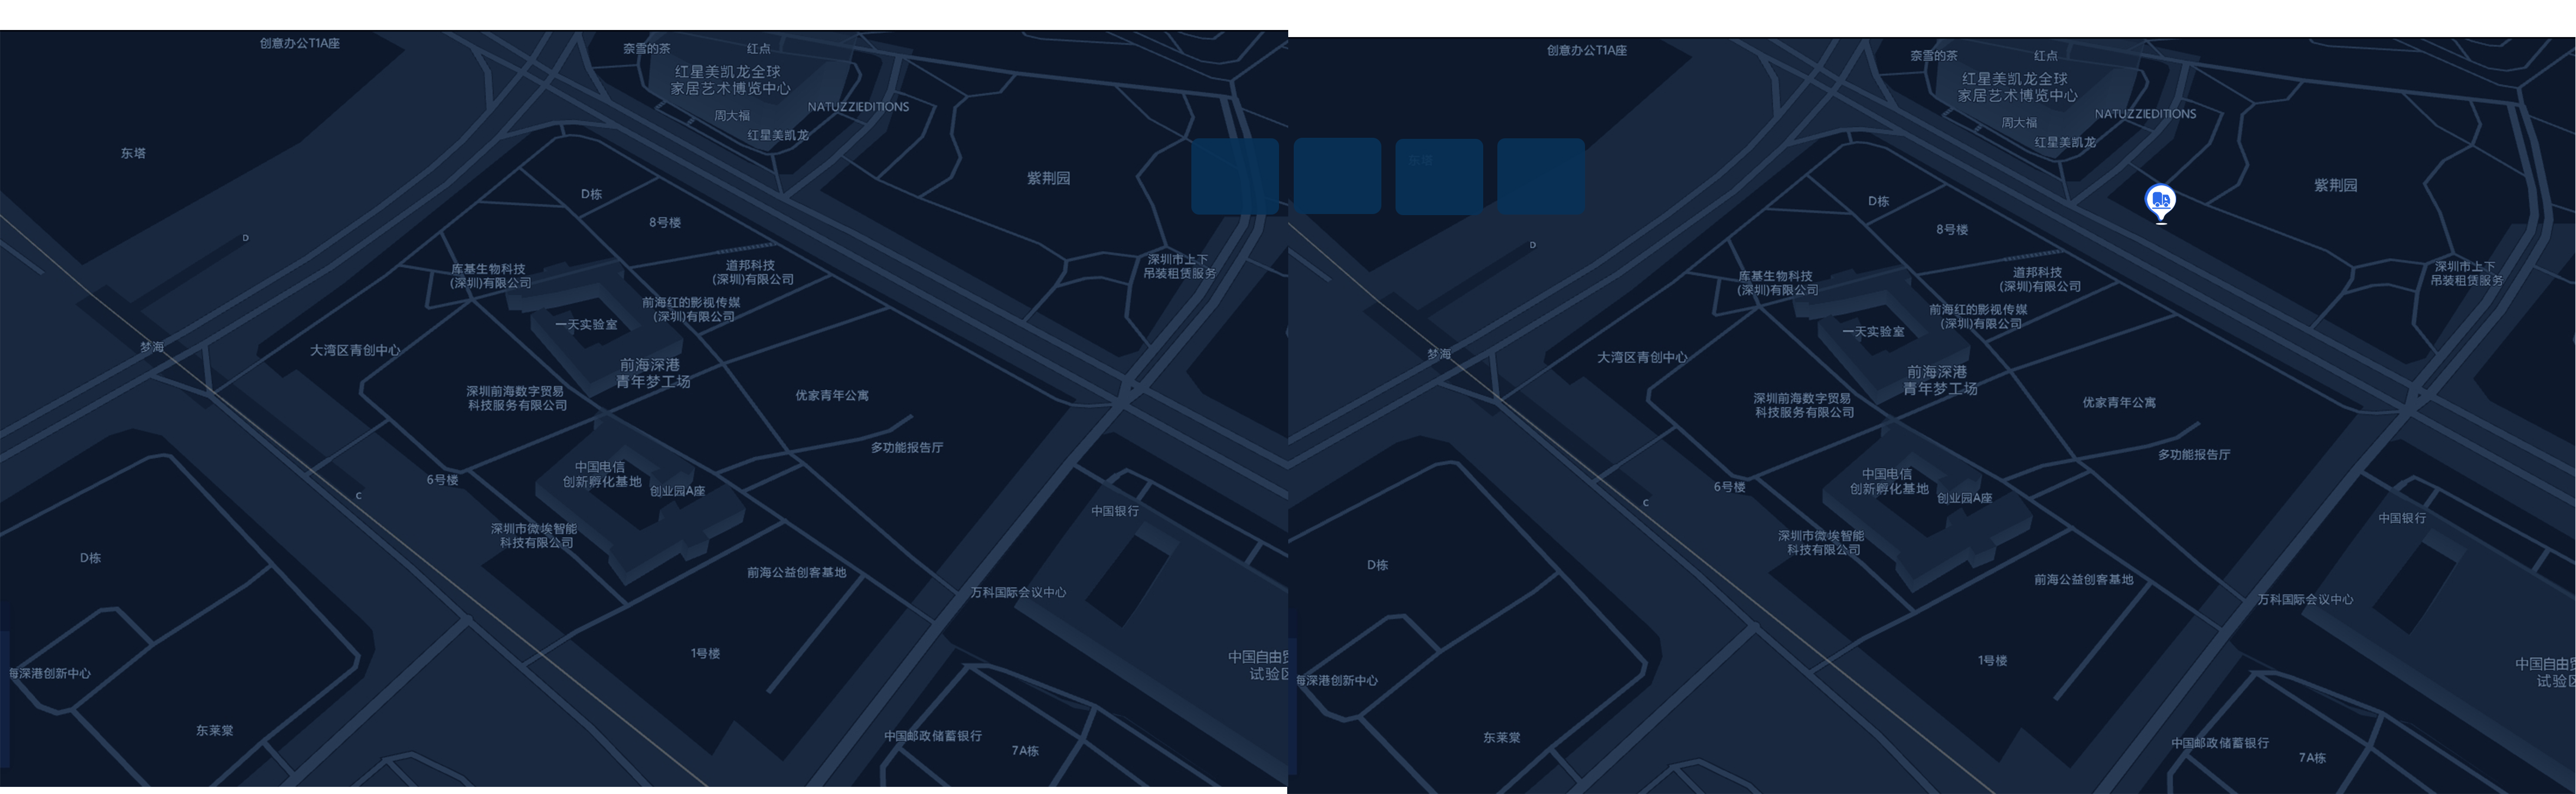 创意办公T1A座
奈雪的茶
红点
红星美凯龙全球
家居艺术博览中心
NATUZZIEDITIONS
周大福
红星美凯龙
东塔
紫荆园
D栋
8号楼
D
深圳市上下
吊装租赁服务
库基生物科技
(深圳)有限公司
道邦科技
(深圳)有限公司
前海红的影视传媒
(深圳)有限公司
一天实验室
梦海
大湾区青创中心
前海深港
青年梦工场
深圳前海数字贸易
科技服务有限公司
优家青年公寓
多功能报告厅
中国电信
创新孵化基地
6号楼
创业园A座
C
中国银行
深圳市微埃智能
科技有限公司
D栋
前海公益创客基地
万科国际会议中心
1号楼
中国自由贸
试验区
海深港创新中心
东莱棠
中国邮政储蓄银行
7A栋
创意办公T1A座
奈雪的茶
红点
红星美凯龙全球
家居艺术博览中心
NATUZZIEDITIONS
周大福
红星美凯龙
东塔
紫荆园
D栋
8号楼
D
深圳市上下
吊装租赁服务
库基生物科技
(深圳)有限公司
道邦科技
(深圳)有限公司
前海红的影视传媒
(深圳)有限公司
一天实验室
梦海
大湾区青创中心
前海深港
青年梦工场
深圳前海数字贸易
科技服务有限公司
优家青年公寓
多功能报告厅
中国电信
创新孵化基地
6号楼
创业园A座
C
中国银行
深圳市微埃智能
科技有限公司
D栋
前海公益创客基地
万科国际会议中心
1号楼
中国自由贸
试验区
海深港创新中心
东莱棠
中国邮政储蓄银行
7A栋